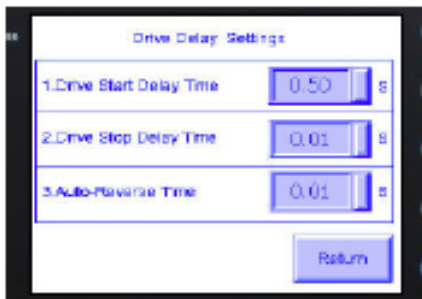 Drive Delay Settings
1.Drive Start Delay Time 0.50 S
2.Drive Stop Delay Time 0.01 S
3.Auto-Reverse Time 0.01 S
Return